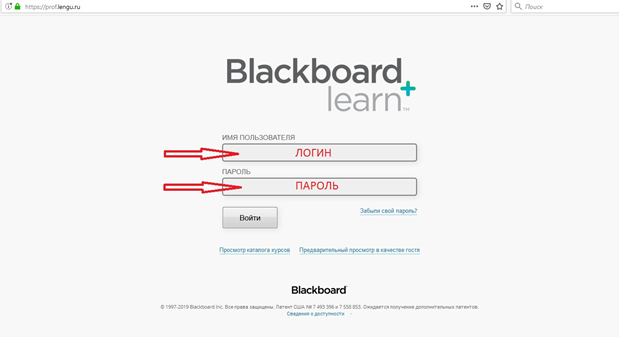 https://prof.lengu.ru
Поиск
Blackboard
learn+™
ИМЯ ПОЛЬЗОВАТЕЛЯ
ЛОГИН
ПАРОЛЬ
ПАРОЛЬ
Забыли свой пароль?
Войти
Просмотр каталога курсов Предварительный просмотр в качестве гостя
Blackboard
© 1997-2019 Blackboard Inc. Все права защищены. Патент США № 7 493 396 и 7 558 853. Ожидается получение дополнительных патентов.
Сведения о доступности